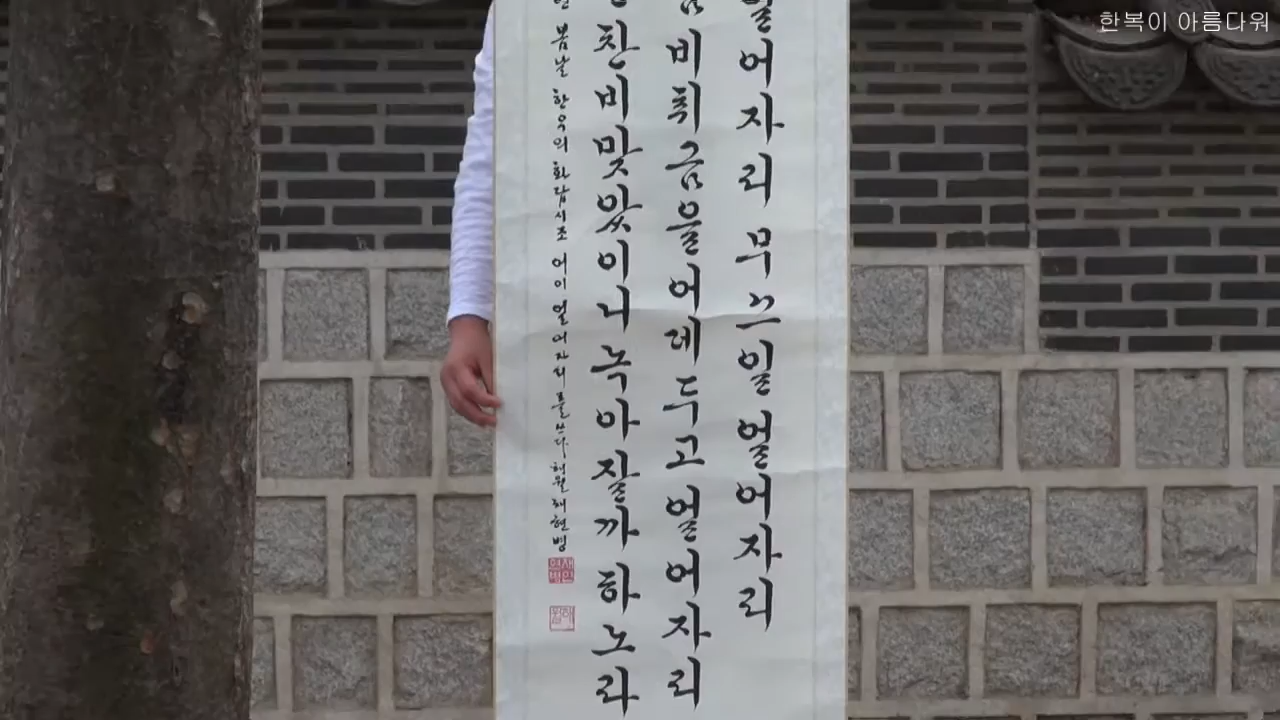 한복이 아름다워
얼어자리 무스일 얼어자리
비취금을 어데두고 얼어자리
찬비맞았이니 녹아잘까 하노라
봄날 한우의 화답시조 어이 얼어자리를 쓰다 해월 채현병